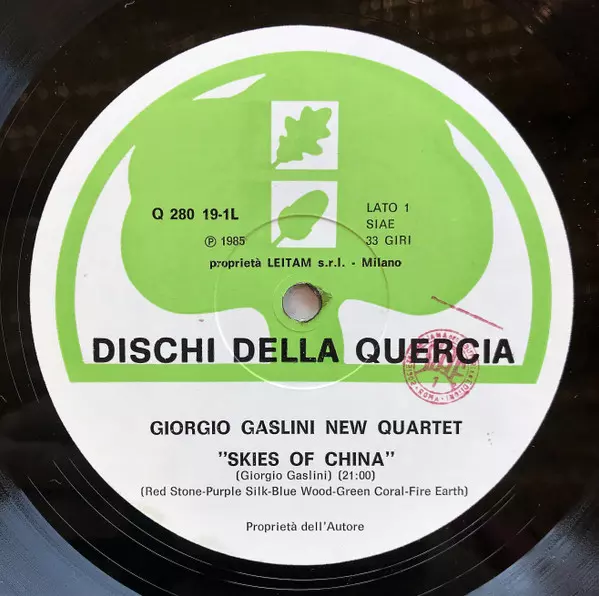 Q 280 19-1L
LATO 1
SIAE
℗ 1985
33 GIRI
proprietà LEITAM s.r.l. - Milano
DISCHI DELLA QUERCIA
GIORGIO GASLINI NEW QUARTET
"SKIES OF CHINA"
(Giorgio Gaslini) (21:00)
(Red Stone-Purple Silk-Blue Wood-Green Coral-Fire Earth)
Proprietà dell'Autore